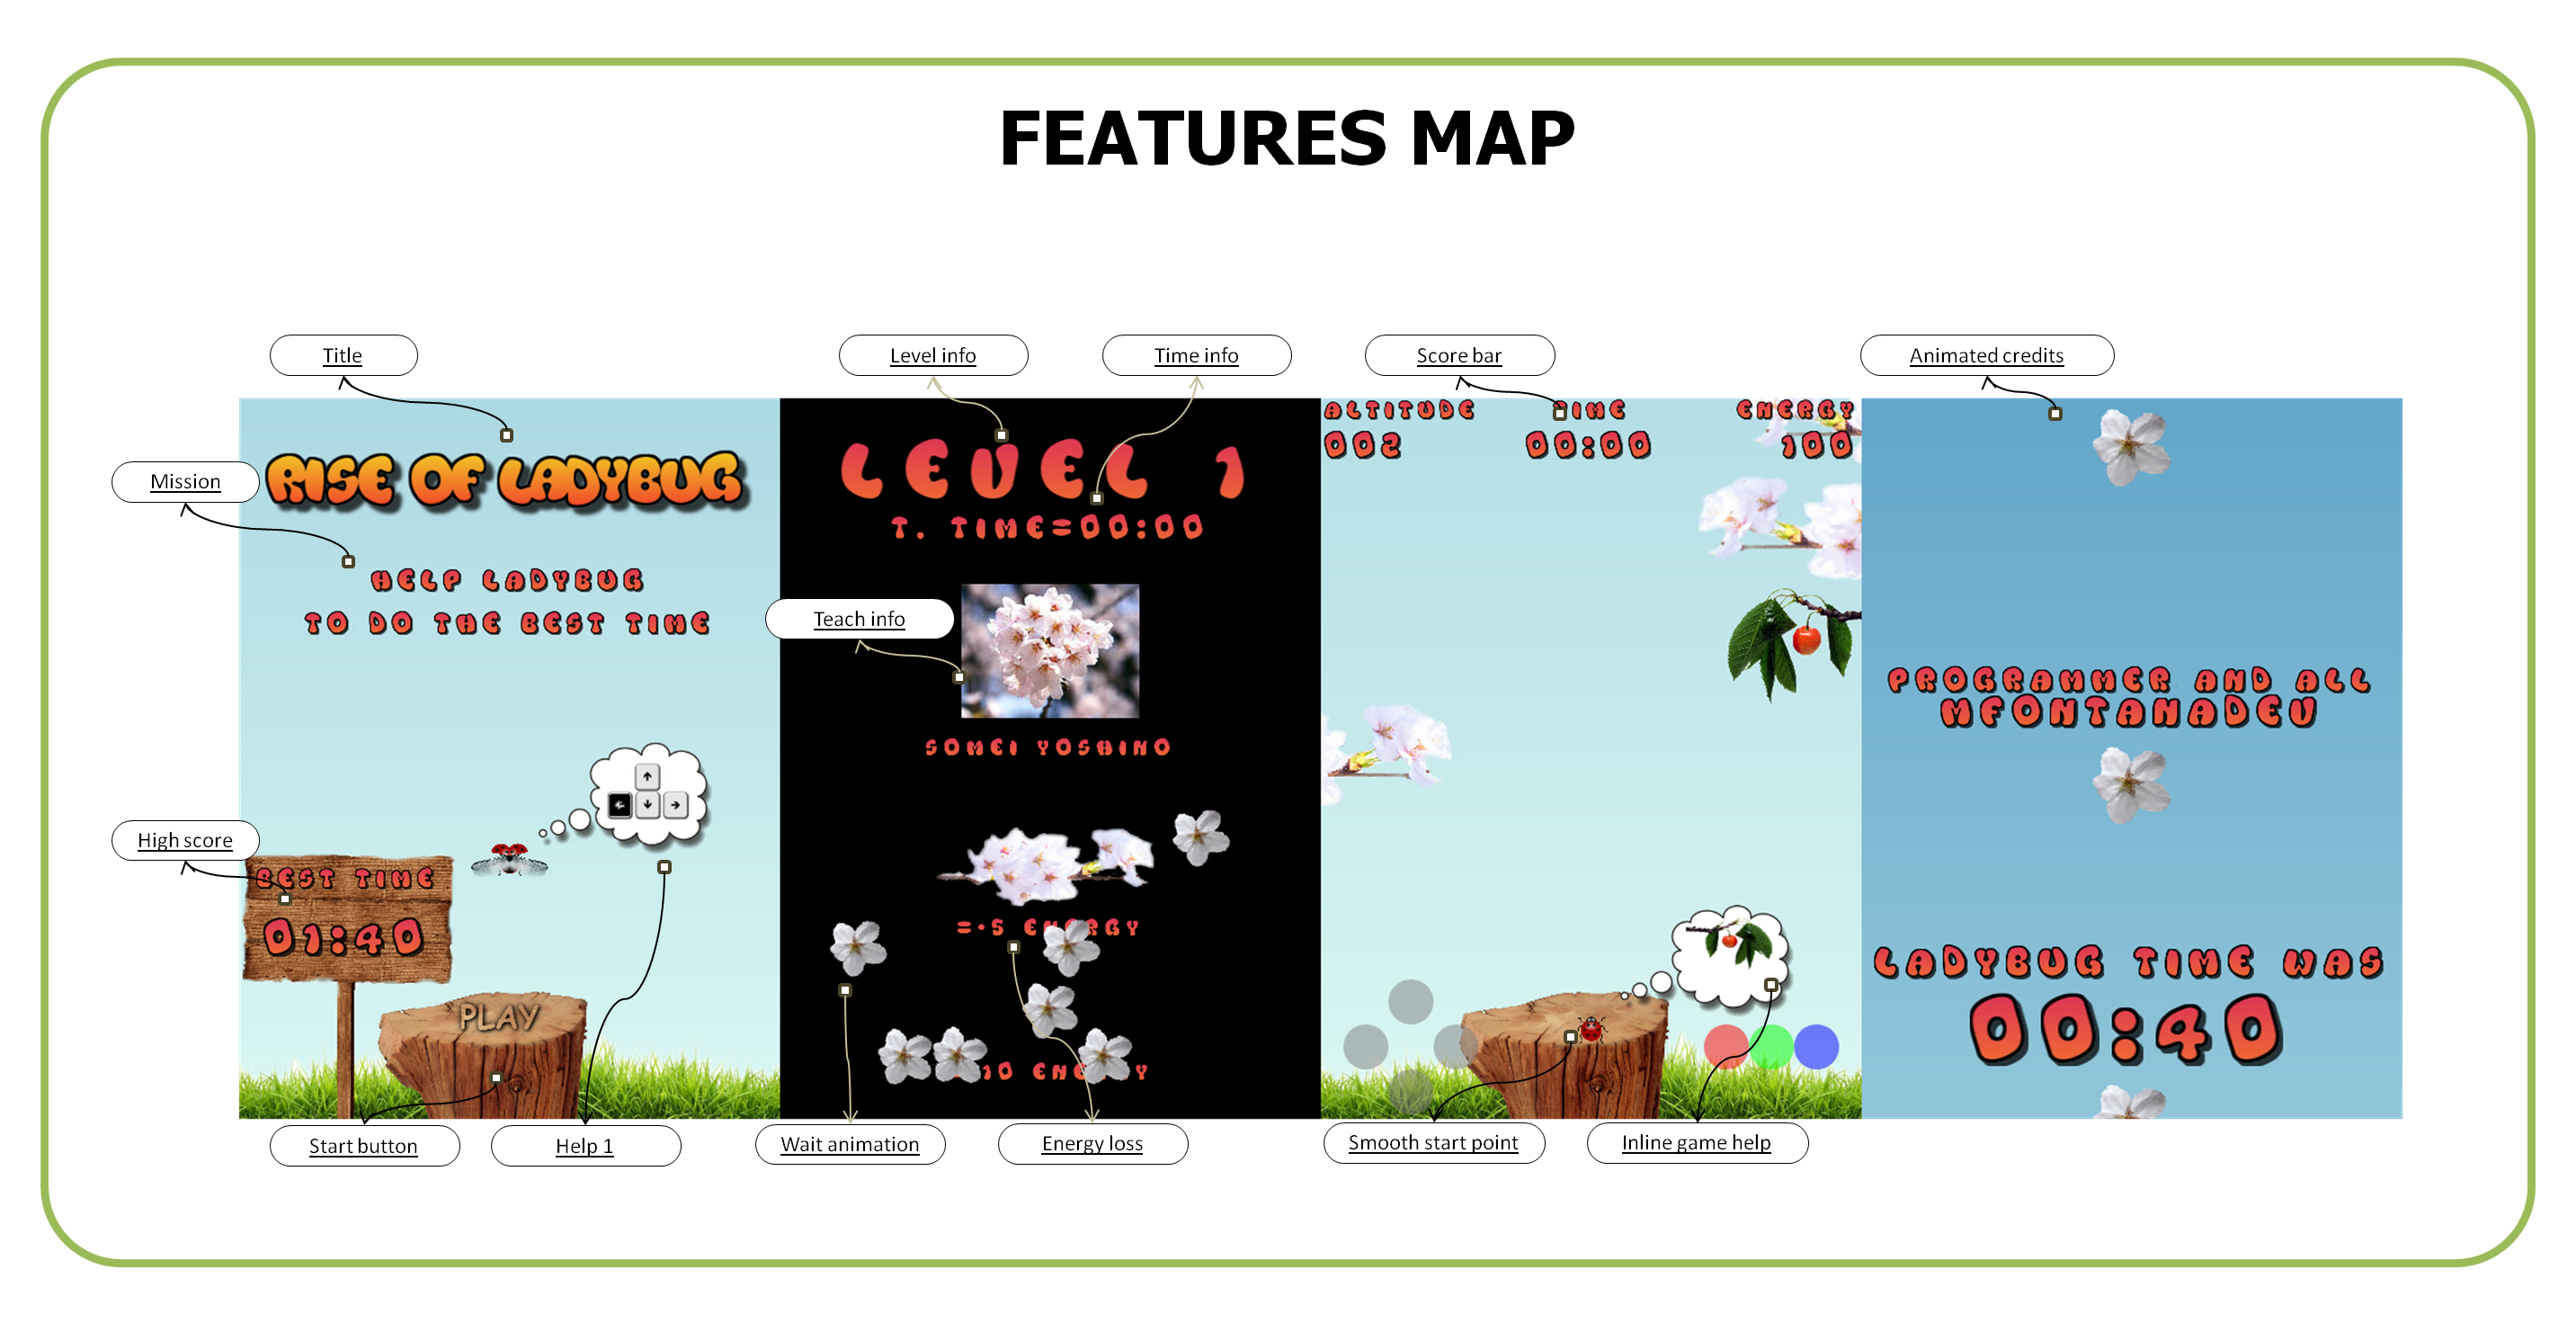 FEATURES MAP
Title
Level info
Time info
Score bar
Animated credits
Mission
RISE OF LADYBUG
HELP LADYBUG
TO DO THE BEST TIME
High score
BEST TIME
01:40
PLAY
Start button
Help 1
LEVEL 1
T. TIME=00:00
Teach info
SOMEI YOSHINO
=-5 ENERGY
10 ENE Y
Wait animation
Energy loss
ALTITUDE TIME ENERGY
002 00:00 100
Smooth start point
Inline game help
PROGRAMMER AND ALL
MFONTANADEV
LADYBUG TIME WAS
00:40